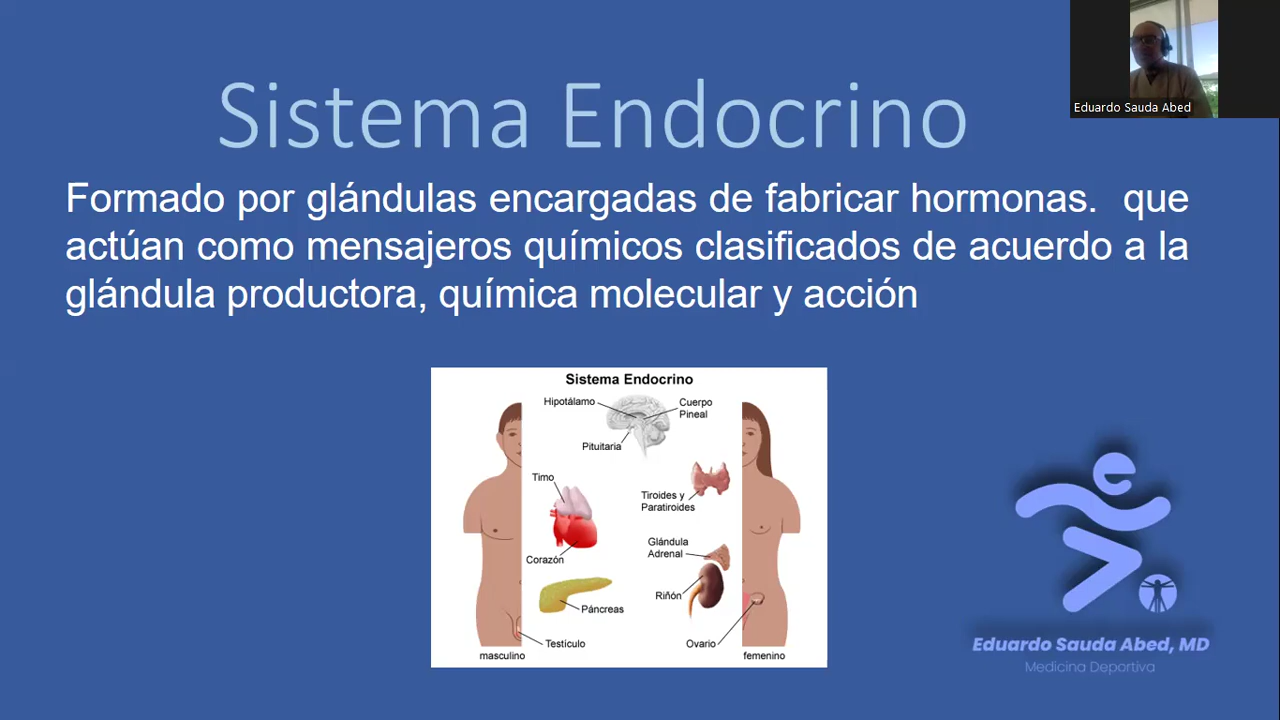 Eduardo Sauda Abed
Sistema Endocrino
Formado por glándulas encargadas de fabricar hormonas.  que
actúan como mensajeros químicos clasificados de acuerdo a la
glándula productora, química molecular y acción
Sistema Endocrino
Hipotálamo
Cuerpo
Pineal
Pituitaria
Timo
Tiroides y
Paratiroides
Corazón
Glándula
Adrenal
Riñón
Páncreas
Testículo
Ovario
masculino
femenino
Eduardo Sauda Abed, MD
Medicina Deportiva